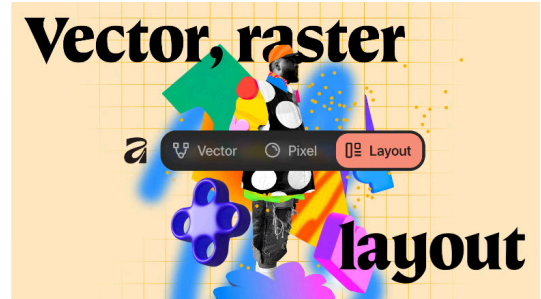 Vector, raster
a
Vector
Pixel
Layout
layout